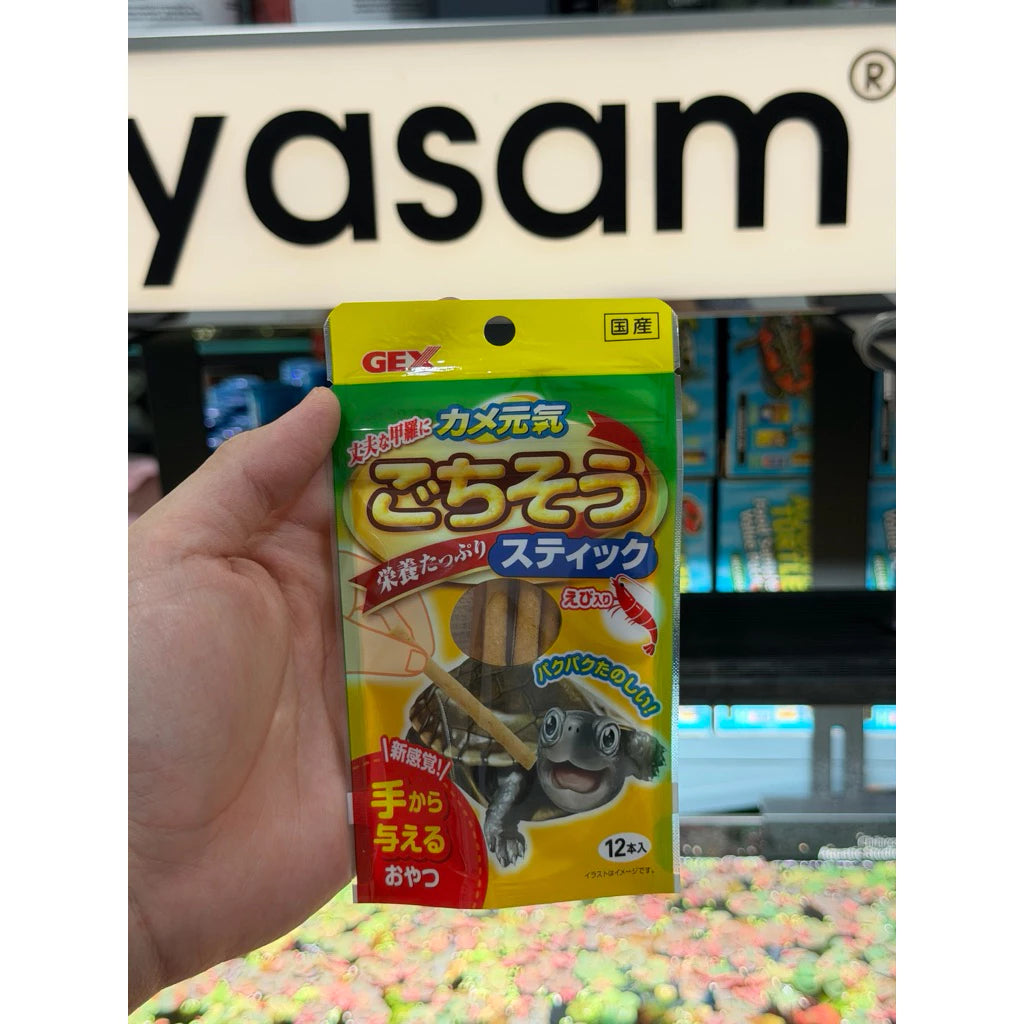 yasam®
国産
GEX
丈夫な甲羅に
カメ元気
ごちそう
栄養たっぷり
スティック
えび入り
パクパクたのしい!
新感覚!
手から
与える
おやつ
12本入
イラストはイメージです。
TURTLE